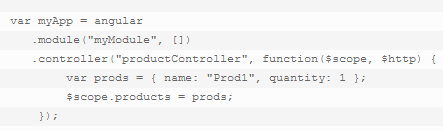 var myApp = angular
.module("myModule", [])
.controller("productController", function($scope, $http) {
var prods = { name: "Prod1", quantity: 1 };
$scope.products = prods;
});